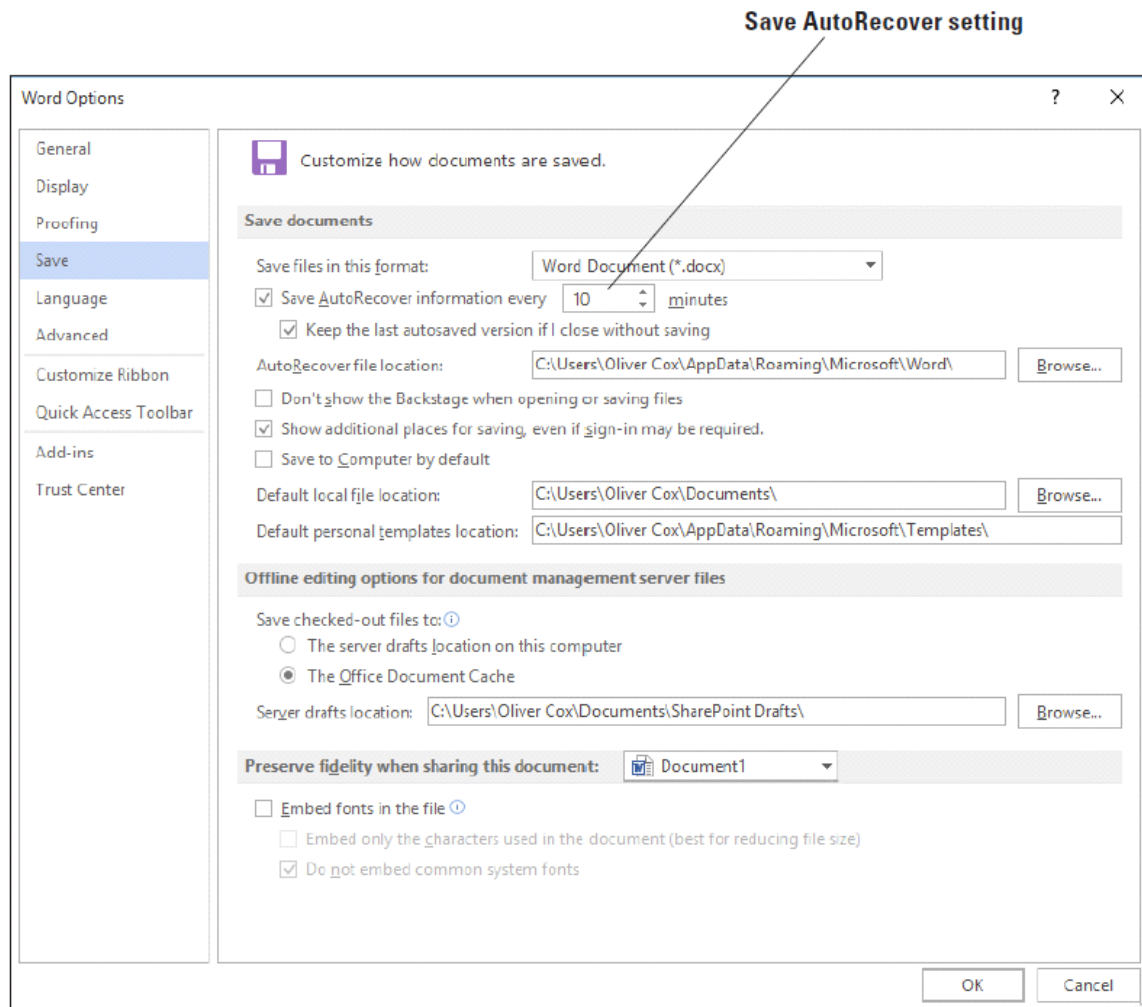 Save AutoRecover setting
Word Options
?
General
Display
Proofing
Save
Language
Advanced
Customize Ribbon
Quick Access Toolbar
Add-ins
Trust Center
Customize how documents are saved.
Save documents
Save files in this format: Word Document (*.docx)
Save AutoRecover information every 10 minutes
Keep the last autosaved version if I close without saving
AutoRecover file location: C:\Users\Oliver Cox\AppData\Roaming\Microsoft\Word\ Browse...
Don't show the Backstage when opening or saving files
Show additional places for saving, even if sign-in may be required.
Save to Computer by default
Default local file location: C:\Users\Oliver Cox\Documents\ Browse...
Default personal templates location: C:\Users\Oliver Cox\AppData\Roaming\Microsoft\Templates\
Offline editing options for document management server files
Save checked-out files to:
The server drafts location on this computer
The Office Document Cache
Server drafts location: C:\Users\Oliver Cox\Documents\SharePoint Drafts\ Browse...
Preserve fidelity when sharing this document: Document1
Embed fonts in the file
Embed only the characters used in the document (best for reducing file size)
Do not embed common system fonts
OK Cancel